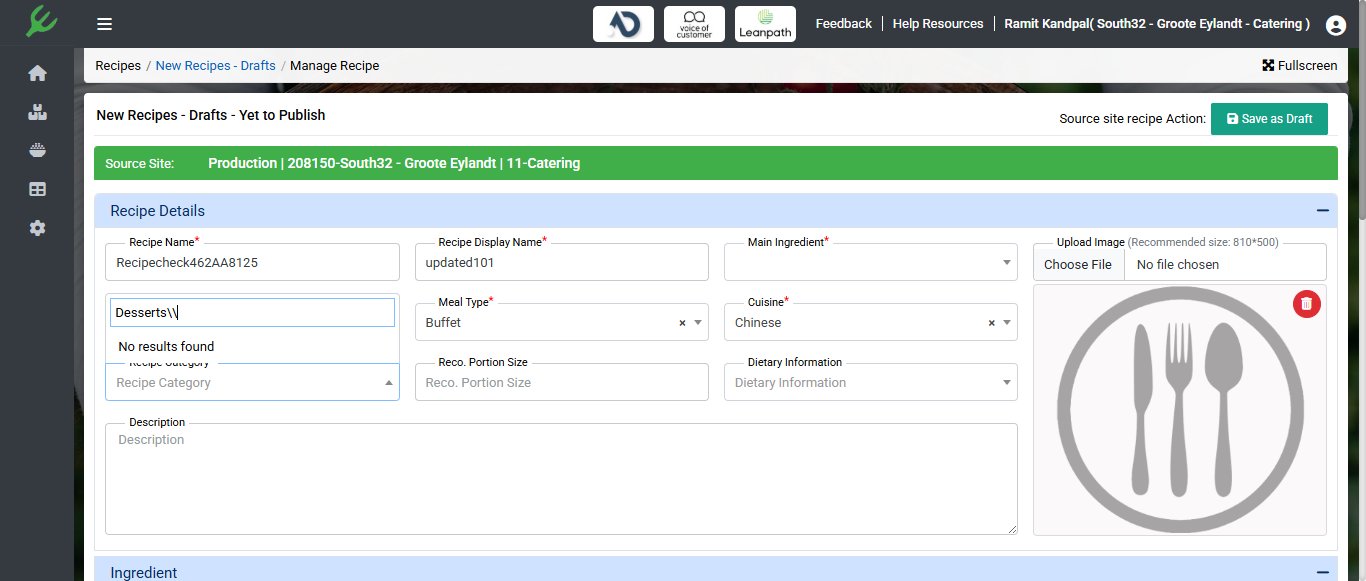 voice of
customer
Leanpath
Feedback
Help Resources
Ramit Kandpal( South32 - Groote Eylandt - Catering )
Recipes / New Recipes - Drafts / Manage Recipe
Fullscreen
New Recipes - Drafts - Yet to Publish
Source site recipe Action:
Save as Draft
Source Site: Production | 208150-South32 - Groote Eylandt | 11-Catering
Recipe Details
Recipe Name*
Recipecheck462AA8125
Recipe Display Name*
updated101
Main Ingredient*
Upload Image (Recommended size: 810*500)
Choose File No file chosen
Desserts\\
No results found
Meal Type*
Buffet
×
Cuisine*
Chinese
×
Recipe Category
Recipe Category
Reco. Portion Size
Reco. Portion Size
Dietary Information
Dietary Information
Description
Description
Ingredient